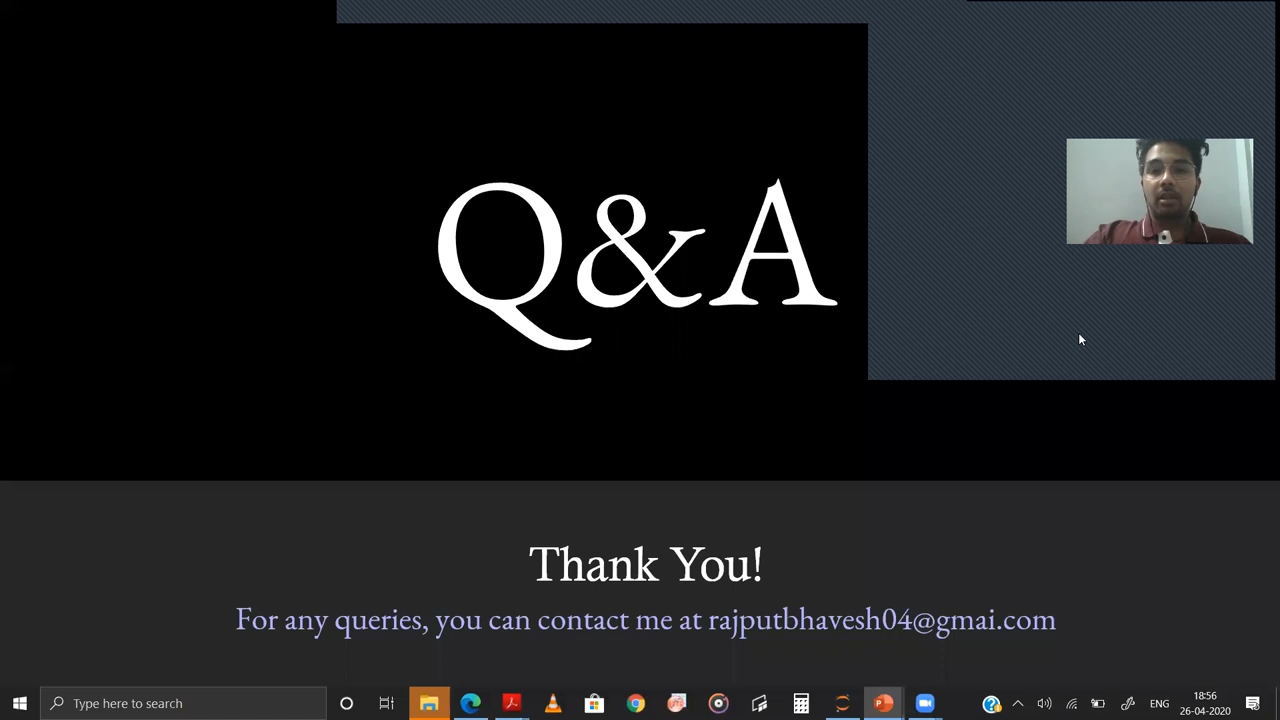 Q&A
Thank You!
For any queries, you can contact me at rajputbhavesh04@gmai.com
Type here to search
ENG
18:56
26-04-2020